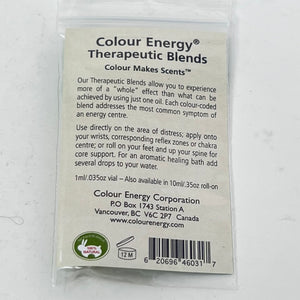 Colour Energy®
Therapeutic Blends
Colour Makes Scents™
Our Therapeutic Blends allow you to experience
more of a "whole" effect than what can be
achieved by using just one oil. Each colour-coded
blend addresses the most common symptom of
an energy centre.
Use directly on the area of distress; apply onto
your wrists, corresponding reflex zones or chakra
centre; or roll on your feet and up your spine for
core support. For an aromatic healing bath add
several drops to your water.
1ml/.035oz vial -- Also available in 10ml/.35oz roll-on
Colour Energy Corporation
P.O Box 1743 Station A
Vancouver, BC V6C 2P7 Canada
www.colourenergy.com
100%
NATURAL
12 M
6 20696 46031 7